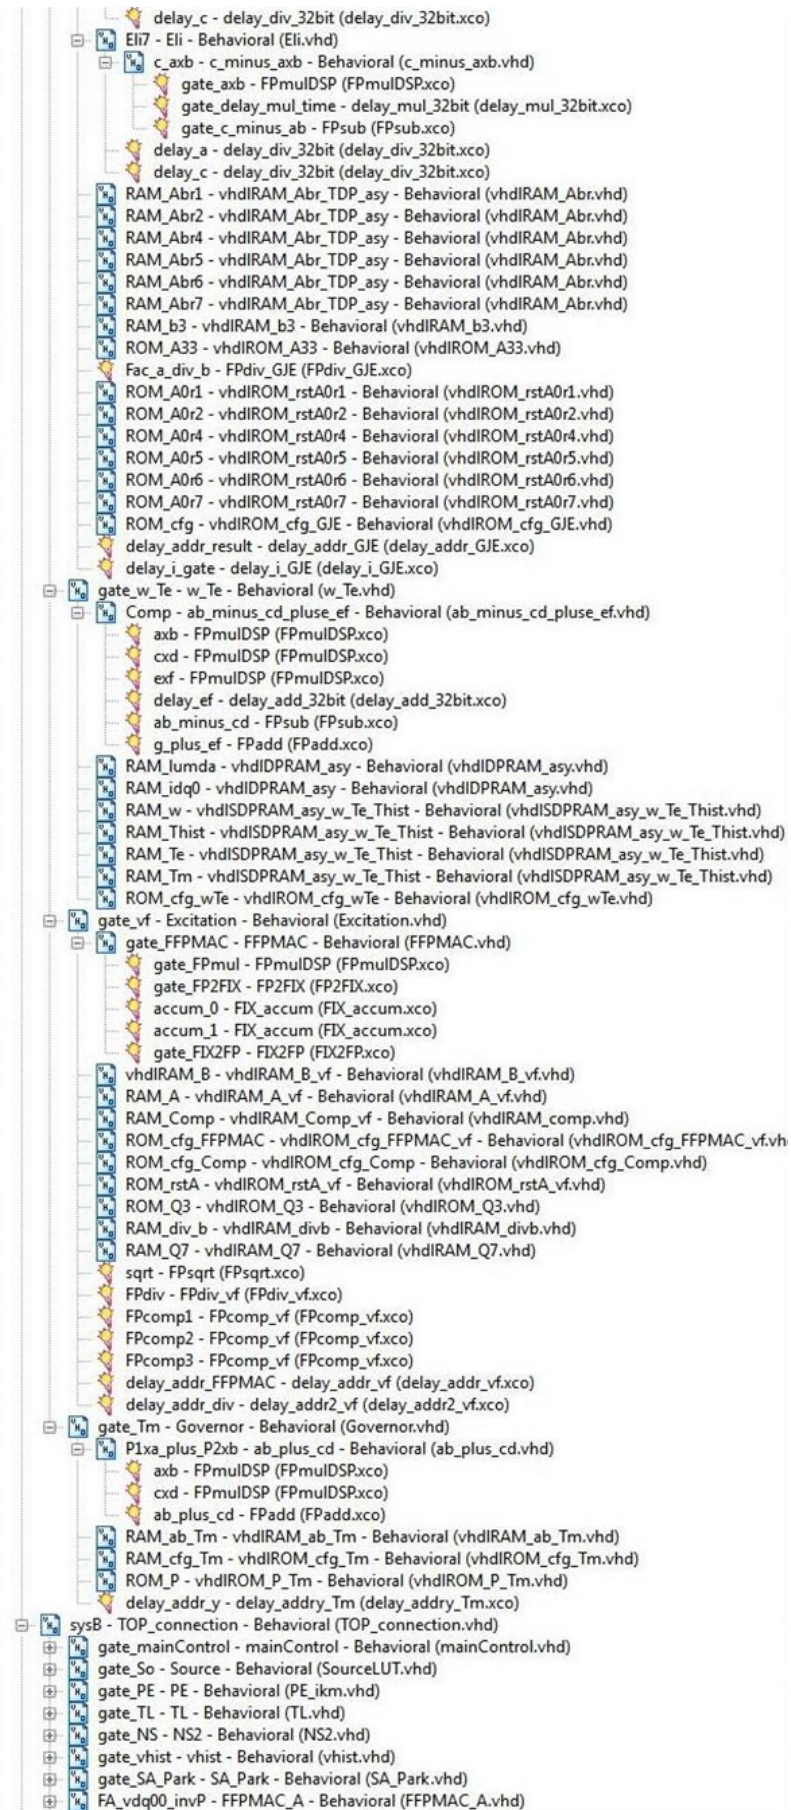 delay_c - delay_div_32bit (delay_div_32bit.xco)
Eli7 - Eli - Behavioral (Eli.vhd)
c_axb - c_minus_axb - Behavioral (c_minus_axb.vhd)
gate_axb - FPmulDSP (FPmulDSP.xco)
gate_delay_mul_time - delay_mul_32bit (delay_mul_32bit.xco)
gate_c_minus_ab - FPsub (FPsub.xco)
delay_a - delay_div_32bit (delay_div_32bit.xco)
delay_c - delay_div_32bit (delay_div_32bit.xco)
RAM_Abr1 - vhdlRAM_Abr_TDP_asy - Behavioral (vhdlRAM_Abr.vhd)
RAM_Abr2 - vhdlRAM_Abr_TDP_asy - Behavioral (vhdlRAM_Abr.vhd)
RAM_Abr4 - vhdlRAM_Abr_TDP_asy - Behavioral (vhdlRAM_Abr.vhd)
RAM_Abr5 - vhdlRAM_Abr_TDP_asy - Behavioral (vhdlRAM_Abr.vhd)
RAM_Abr6 - vhdlRAM_Abr_TDP_asy - Behavioral (vhdlRAM_Abr.vhd)
RAM_Abr7 - vhdlRAM_Abr_TDP_asy - Behavioral (vhdlRAM_Abr.vhd)
RAM_b3 - vhdlRAM_b3 - Behavioral (vhdlRAM_b3.vhd)
ROM_A33 - vhdlROM_A33 - Behavioral (vhdlROM_A33.vhd)
Fac_a_div_b - FPdiv_GJE (FPdiv_GJE.xco)
ROM_A0r1 - vhdlROM_rstA0r1 - Behavioral (vhdlROM_rstA0r1.vhd)
ROM_A0r2 - vhdlROM_rstA0r2 - Behavioral (vhdlROM_rstA0r2.vhd)
ROM_A0r4 - vhdlROM_rstA0r4 - Behavioral (vhdlROM_rstA0r4.vhd)
ROM_A0r5 - vhdlROM_rstA0r5 - Behavioral (vhdlROM_rstA0r5.vhd)
ROM_A0r6 - vhdlROM_rstA0r6 - Behavioral (vhdlROM_rstA0r6.vhd)
ROM_A0r7 - vhdlROM_rstA0r7 - Behavioral (vhdlROM_rstA0r7.vhd)
ROM_cfg - vhdlROM_cfg_GJE - Behavioral (vhdlROM_cfg_GJE.vhd)
delay_addr_result - delay_addr_GJE (delay_addr_GJE.xco)
delay_i_gate - delay_i_GJE (delay_i_GJE.xco)
gate_w_Te - w_Te - Behavioral (w_Te.vhd)
Comp - ab_minus_cd_pluse_ef - Behavioral (ab_minus_cd_pluse_ef.vhd)
axb - FPmulDSP (FPmulDSP.xco)
cxd - FPmulDSP (FPmulDSP.xco)
exf - FPmulDSP (FPmulDSP.xco)
delay_ef - delay_add_32bit (delay_add_32bit.xco)
ab_minus_cd - FPsub (FPsub.xco)
g_plus_ef - FPadd (FPadd.xco)
RAM_lumda - vhdlDPRAM_asy - Behavioral (vhdlDPRAM_asy.vhd)
RAM_idq0 - vhdlDPRAM_asy - Behavioral (vhdlDPRAM_asy.vhd)
RAM_w - vhdlSDPRAM_asy_w_Te_Thist - Behavioral (vhdlSDPRAM_asy_w_Te_Thist.vhd)
RAM_Thist - vhdlSDPRAM_asy_w_Te_Thist - Behavioral (vhdlSDPRAM_asy_w_Te_Thist.vhd)
RAM_Te - vhdlSDPRAM_asy_w_Te_Thist - Behavioral (vhdlSDPRAM_asy_w_Te_Thist.vhd)
RAM_Tm - vhdlSDPRAM_asy_w_Te_Thist - Behavioral (vhdlSDPRAM_asy_w_Te_Thist.vhd)
ROM_cfg_wTe - vhdlROM_cfg_wTe - Behavioral (vhdlROM_cfg_wTe.vhd)
gate_vf - Excitation - Behavioral (Excitation.vhd)
gate_FFPMAC - FFPMAC - Behavioral (FFPMAC.vhd)
gate_FPmul - FPmulDSP (FPmulDSP.xco)
gate_FP2FIX - FP2FIX (FP2FIX.xco)
accum_0 - FIX_accum (FIX_accum.xco)
accum_1 - FIX_accum (FIX_accum.xco)
gate_FIX2FP - FIX2FP (FIX2FP.xco)
vhdlRAM_B - vhdlRAM_B_vf - Behavioral (vhdlRAM_B_vf.vhd)
RAM_A - vhdlRAM_A_vf - Behavioral (vhdlRAM_A_vf.vhd)
RAM_Comp - vhdlRAM_Comp_vf - Behavioral (vhdlRAM_comp.vhd)
ROM_cfg_FFPMAC - vhdlROM_cfg_FFPMAC_vf - Behavioral (vhdlROM_cfg_FFPMAC_vf.vh
ROM_cfg_Comp - vhdlROM_cfg_Comp - Behavioral (vhdlROM_cfg_Comp.vhd)
ROM_rstA - vhdlROM_rstA_vf - Behavioral (vhdlROM_rstA_vf.vhd)
ROM_Q3 - vhdlROM_Q3 - Behavioral (vhdlROM_Q3.vhd)
RAM_div_b - vhdlRAM_divb - Behavioral (vhdlRAM_divb.vhd)
RAM_Q7 - vhdlRAM_Q7 - Behavioral (vhdlRAM_Q7.vhd)
sqrt - FPsqrt (FPsqrt.xco)
FPdiv - FPdiv_vf (FPdiv_vf.xco)
FPcomp1 - FPcomp_vf (FPcomp_vf.xco)
FPcomp2 - FPcomp_vf (FPcomp_vf.xco)
FPcomp3 - FPcomp_vf (FPcomp_vf.xco)
delay_addr_FFPMAC - delay_addr_vf (delay_addr_vf.xco)
delay_addr_div - delay_addr2_vf (delay_addr2_vf.xco)
gate_Tm - Governor - Behavioral (Governor.vhd)
P1xa_plus_P2xb - ab_plus_cd - Behavioral (ab_plus_cd.vhd)
axb - FPmulDSP (FPmulDSP.xco)
cxd - FPmulDSP (FPmulDSP.xco)
ab_plus_cd - FPadd (FPadd.xco)
RAM_ab_Tm - vhdlRAM_ab_Tm - Behavioral (vhdlRAM_ab_Tm.vhd)
RAM_cfg_Tm - vhdlROM_cfg_Tm - Behavioral (vhdlROM_cfg_Tm.vhd)
ROM_P - vhdlROM_P_Tm - Behavioral (vhdlROM_P_Tm.vhd)
delay_addr_y - delay_addry_Tm (delay_addry_Tm.xco)
sysB - TOP_connection - Behavioral (TOP_connection.vhd)
gate_mainControl - mainControl - Behavioral (mainControl.vhd)
gate_So - Source - Behavioral (SourceLUT.vhd)
gate_PE - PE - Behavioral (PE_ikm.vhd)
gate_TL - TL - Behavioral (TL.vhd)
gate_NS - NS2 - Behavioral (NS2.vhd)
gate_vhist - vhist - Behavioral (vhist.vhd)
gate_SA_Park - SA_Park - Behavioral (SA_Park.vhd)
FA_vdq00_invP - FFPMAC_A - Behavioral (FFPMAC_A.vhd)